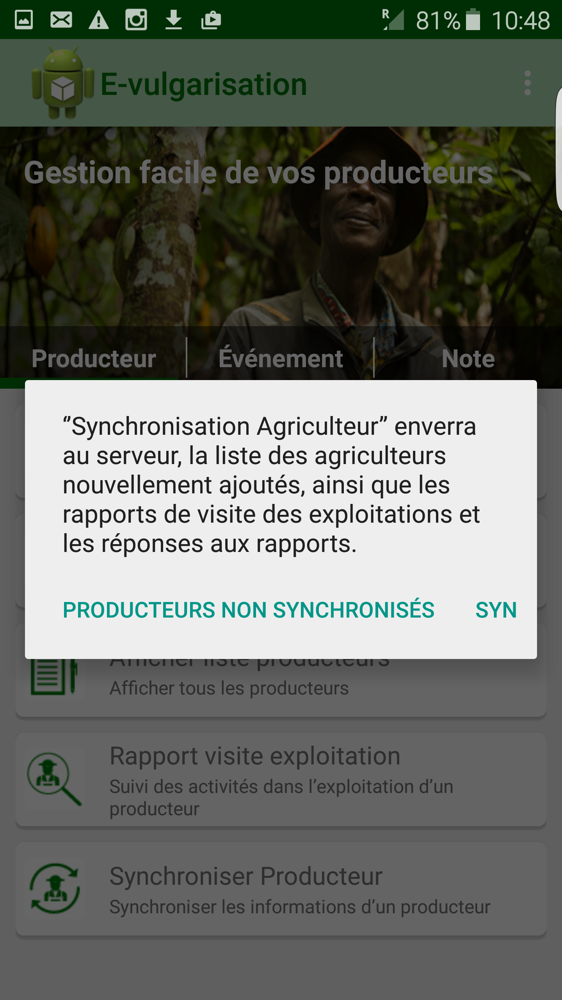 R 81% 10:48
E-vulgarisation
Gestion facile de vos producteurs
Producteur Événement Note
‘’Synchronisation Agriculteur’’ enverra
au serveur, la liste des agriculteurs
nouvellement ajoutés, ainsi que les
rapports de visite des exploitations et
les réponses aux rapports.
PRODUCTEURS NON SYNCHRONISÉS SYN
Afficher liste producteurs
Afficher tous les producteurs
Rapport visite exploitation
Suivi des activités dans l’exploitation d’un
producteur
Synchroniser Producteur
Synchroniser les informations d’un producteur